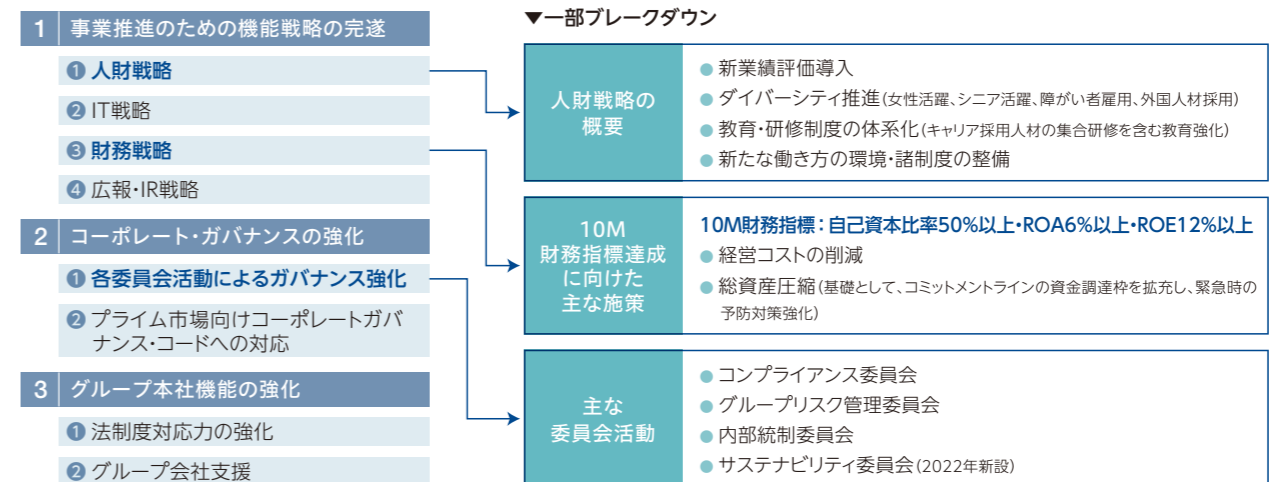 1 事業推進のための機能戦略の完遂
❶ 人財戦略
❷ IT戦略
❸ 財務戦略
❹ 広報・IR戦略
2 コーポレート・ガバナンスの強化
❶ 各委員会活動によるガバナンス強化
❷ プライム市場向けコーポレートガバ
ナンス・コードへの対応
3 グループ本社機能の強化
❶ 法制度対応力の強化
❷ グループ会社支援
▼一部ブレークダウン
人財戦略の
概要
● 新業績評価導入
● ダイバーシティ推進(女性活躍、シニア活躍、障がい者雇用、外国人材採用)
● 教育・研修制度の体系化(キャリア採用人材の集合研修を含む教育強化)
● 新たな働き方の環境・諸制度の整備
10M
財務指標達成
に向けた
主な施策
10M財務指標：自己資本比率50%以上・ROA6%以上・ROE12%以上
● 経営コストの削減
● 総資産圧縮(基礎として、コミットメントラインの資金調達枠を拡充し、緊急時の
予防対策強化)
主な
委員会活動
● コンプライアンス委員会
● グループリスク管理委員会
● 内部統制委員会
● サステナビリティ委員会(2022年新設)